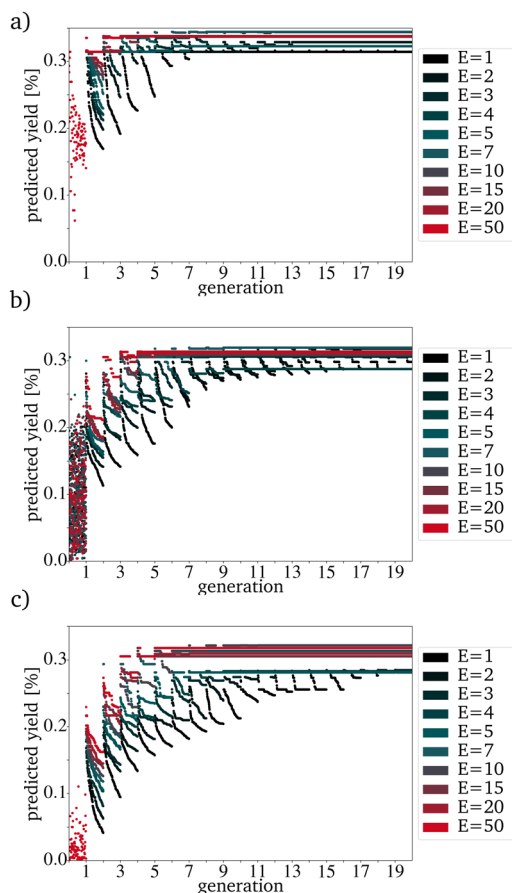 a)
predicted yield [%]
0.3
0.2
0.1
0.0
1 3 5 7 9 11 13 15 17 19
generation
E=1
E=2
E=3
E=4
E=5
E=7
E=10
E=15
E=20
E=50
b)
predicted yield [%]
0.3
0.2
0.1
0.0
1 3 5 7 9 11 13 15 17 19
generation
E=1
E=2
E=3
E=4
E=5
E=7
E=10
E=15
E=20
E=50
c)
predicted yield [%]
0.3
0.2
0.1
0.0
1 3 5 7 9 11 13 15 17 19
generation
E=1
E=2
E=3
E=4
E=5
E=7
E=10
E=15
E=20
E=50